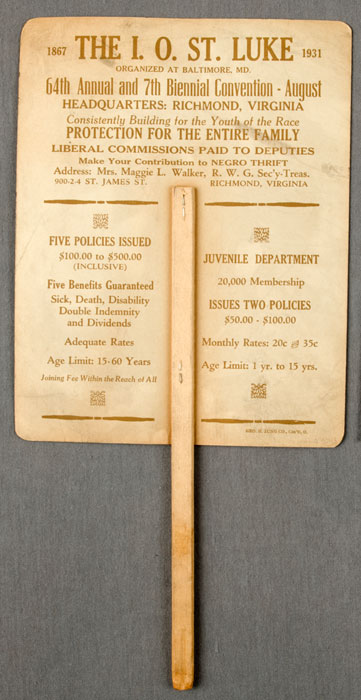 1867 THE I. O. ST. LUKE 1931
ORGANIZED AT BALTIMORE, MD.
64th Annual and 7th Biennial Convention - August
HEADQUARTERS: RICHMOND, VIRGINIA
Consistently Building for the Youth of the Race
PROTECTION FOR THE ENTIRE FAMILY
LIBERAL COMMISSIONS PAID TO DEPUTIES
Make Your Contribution to NEGRO THRIFT
Address: Mrs. Maggie L. Walker, R. W. G. Sec'y-Treas.
900-2-4 ST. JAMES ST. RICHMOND, VIRGINIA
FIVE POLICIES ISSUED
$100.00 to $500.00
(INCLUSIVE)
Five Benefits Guaranteed
Sick, Death, Disability
Double Indemnity
and Dividends
Adequate Rates
Age Limit: 15-60 Years
Joining Fee Within the Reach of All
JUVENILE DEPARTMENT
20,000 Membership
ISSUES TWO POLICIES
$50.00 - $100.00
Monthly Rates: 20c @ 35c
Age Limit: 1 yr. to 15 yrs.